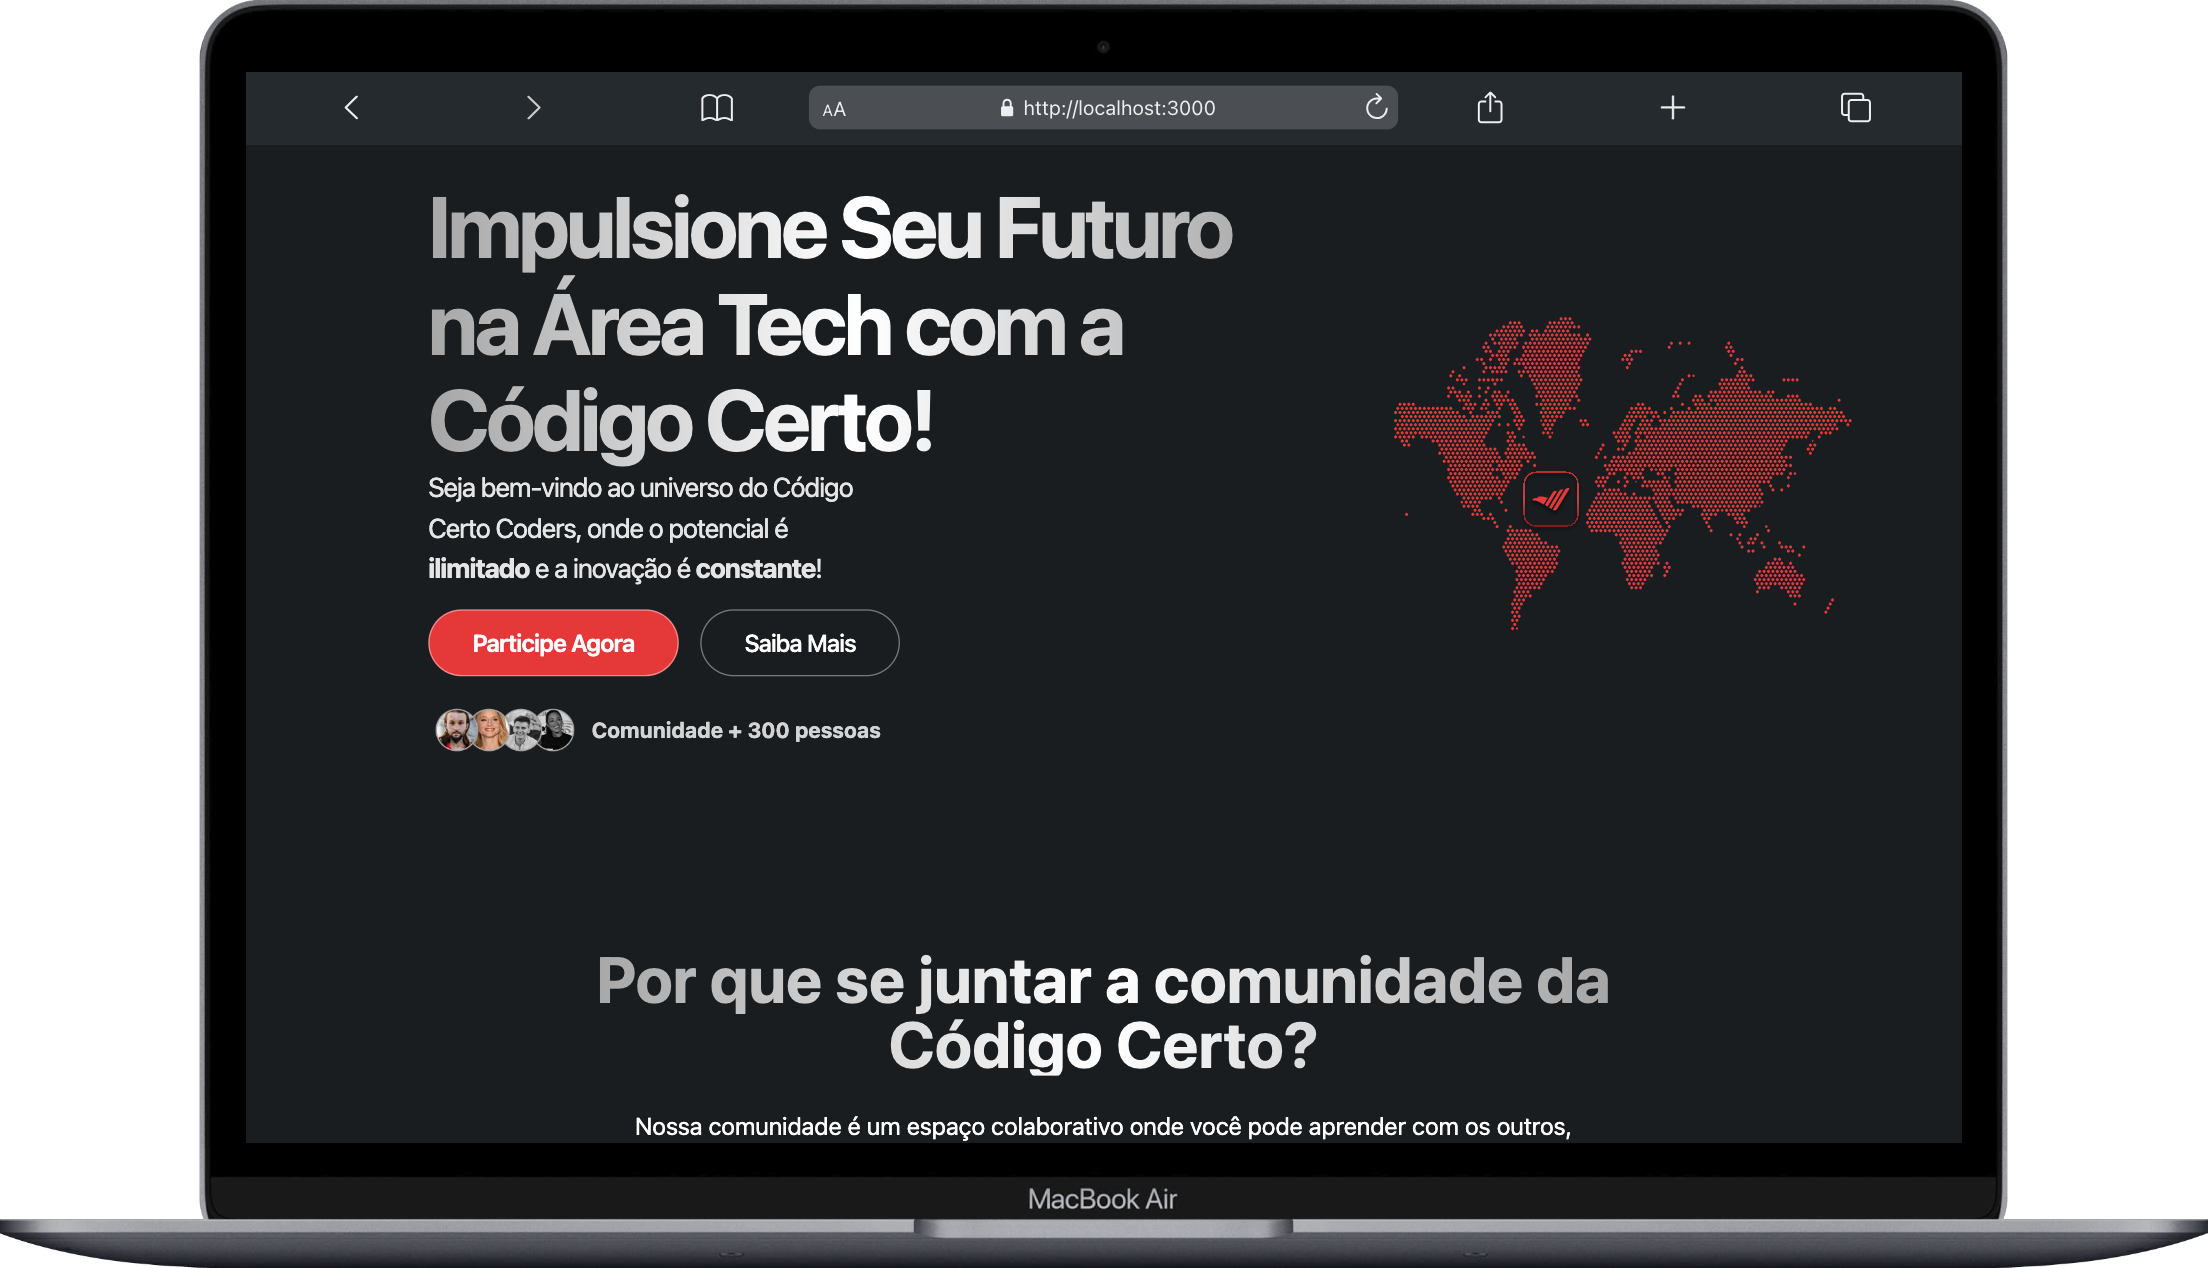 AA
http://localhost:3000
Impulsione Seu Futuro
na Área Tech com a
Código Certo!
Seja bem-vindo ao universo do Código
Certo Coders, onde o potencial é
ilimitado e a inovação é constante!
Participe Agora
Saiba Mais
Comunidade + 300 pessoas
Por que se juntar a comunidade da
Código Certo?
Nossa comunidade é um espaço colaborativo onde você pode aprender com os outros,
MacBook Air